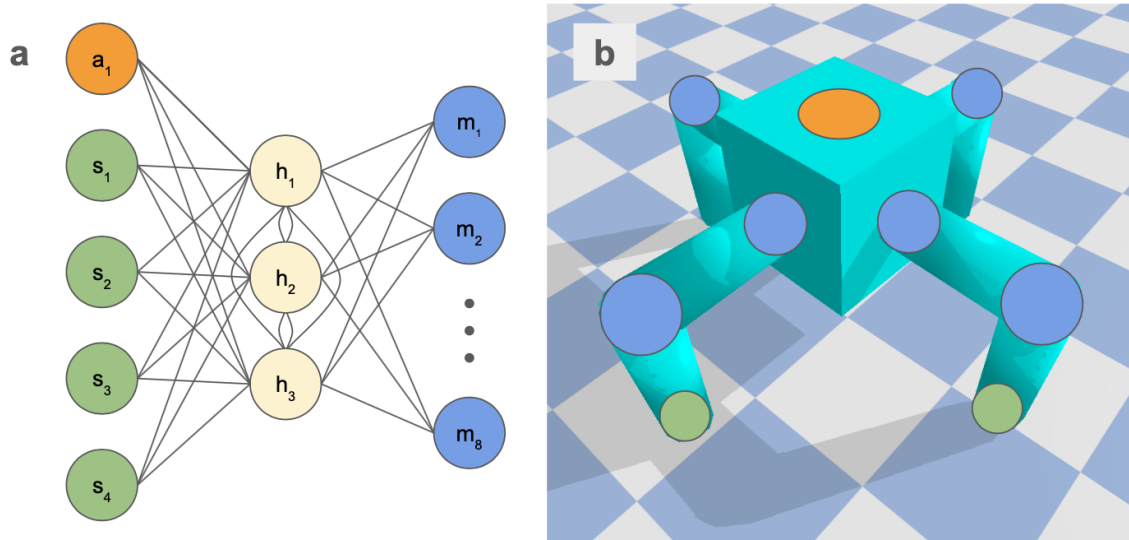 a
a₁
s₁
s₂
s₃
s₄
h₁
h₂
h₃
m₁
m₂
m₈
b